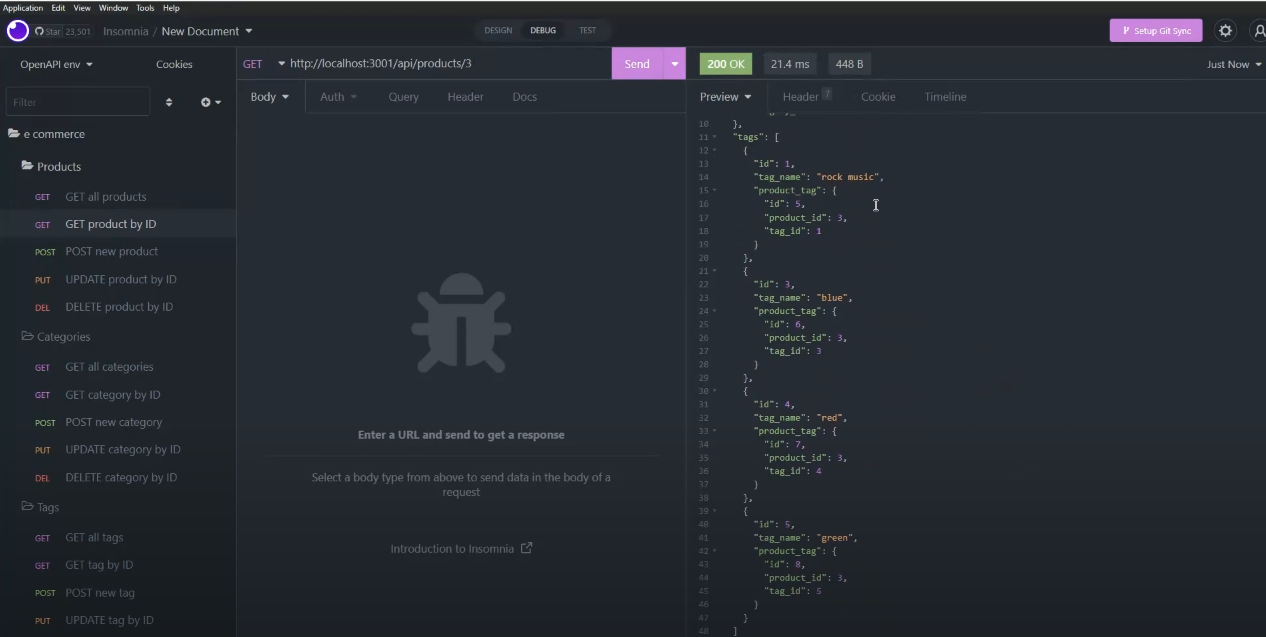 Application Edit View Window Tools Help
Star 23,501 Insomnia / New Document DESIGN DEBUG TEST Setup Git Sync
OpenAPI env Cookies
Filter
e commerce
Products
GET GET all products
GET GET product by ID
POST POST new product
PUT UPDATE product by ID
DEL DELETE product by ID
Categories
GET GET all categories
GET GET category by ID
POST POST new category
PUT UPDATE category by ID
DEL DELETE category by ID
Tags
GET GET all tags
GET GET tag by ID
POST POST new tag
PUT UPDATE tag by ID
GET http://localhost:3001/api/products/3 Send
Body Auth Query Header Docs
Enter a URL and send to get a response
Select a body type from above to send data in the body of a
request
Introduction to Insomnia
200 OK 21.4 ms 448 B Just Now
Preview Header 7 Cookie Timeline
10 },
11 "tags": [
12 {
13 "id": 1,
14 "tag_name": "rock music",
15 "product_tag": {
16 "id": 5,
17 "product_id": 3,
18 "tag_id": 1
19 }
20 },
21 {
22 "id": 3,
23 "tag_name": "blue",
24 "product_tag": {
25 "id": 6,
26 "product_id": 3,
27 "tag_id": 3
28 }
29 },
30 {
31 "id": 4,
32 "tag_name": "red",
33 "product_tag": {
34 "id": 7,
35 "product_id": 3,
36 "tag_id": 4
37 }
38 },
39 {
40 "id": 5,
41 "tag_name": "green",
42 "product_tag": {
43 "id": 8,
44 "product_id": 3,
45 "tag_id": 5
46 }
47 }
48 ]